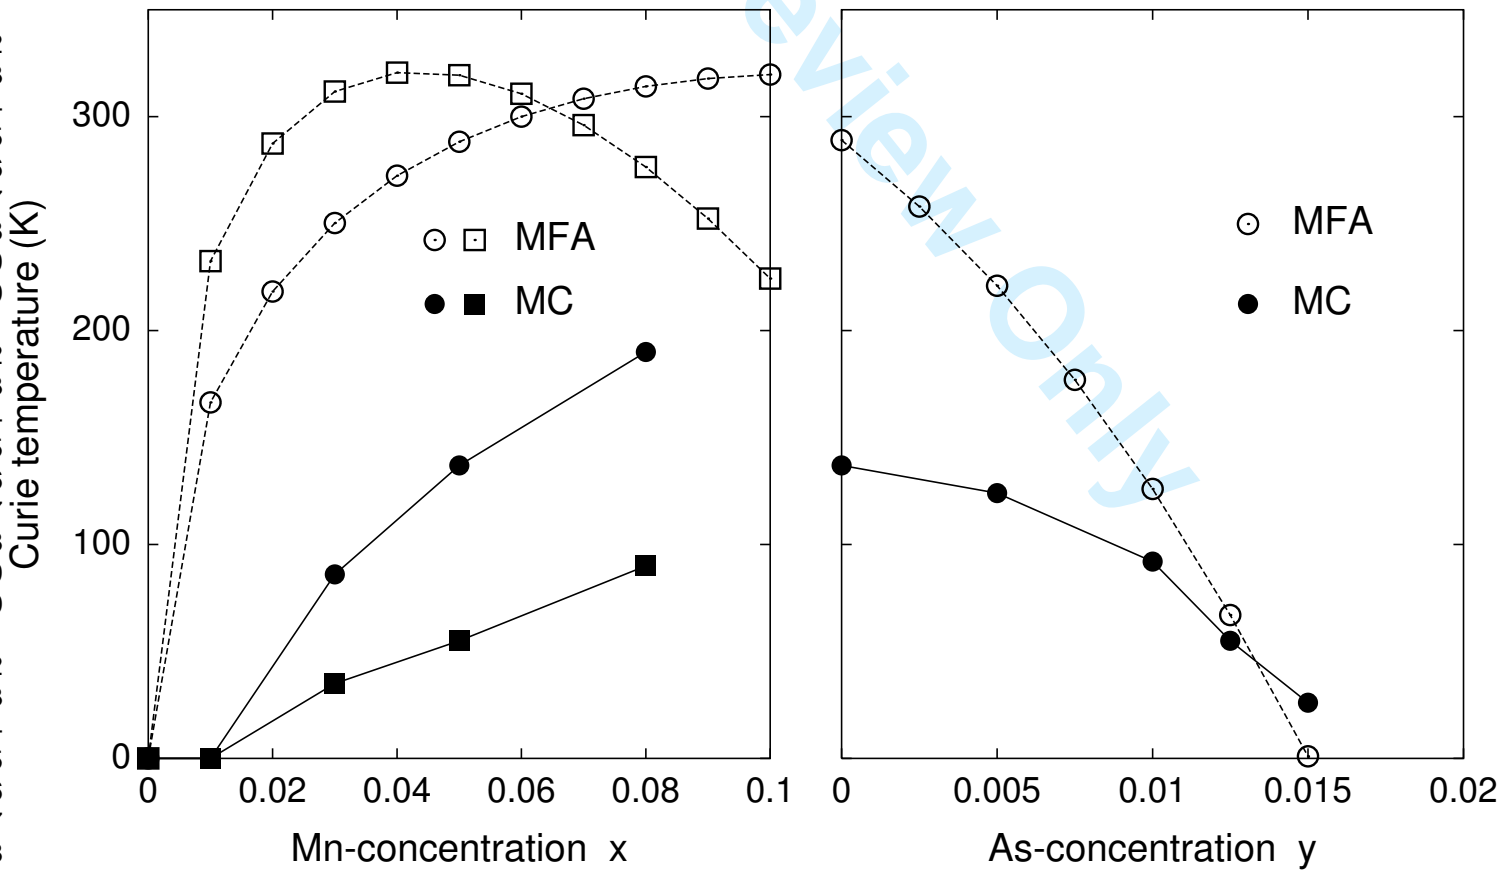 Curie temperature (K)
300
200
100
0
MFA
MC
0 0.02 0.04 0.06 0.08 0.1
Mn-concentration x
MFA
MC
0 0.005 0.01 0.015 0.02
As-concentration y
eview Only